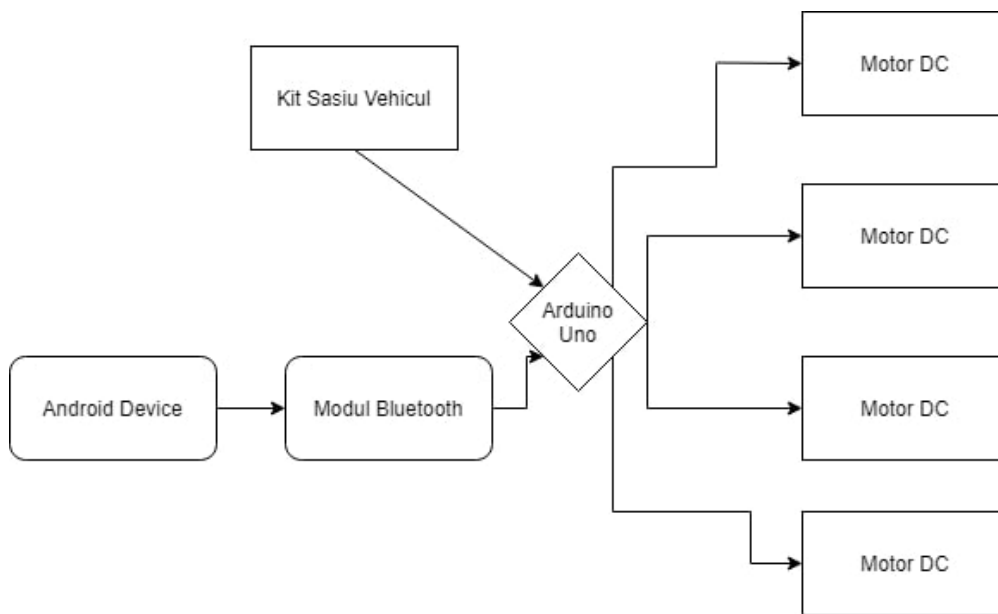 Motor DC
Kit Sasiu Vehicul
Motor DC
Arduino
Uno
Android Device
Modul Bluetooth
Motor DC
Motor DC